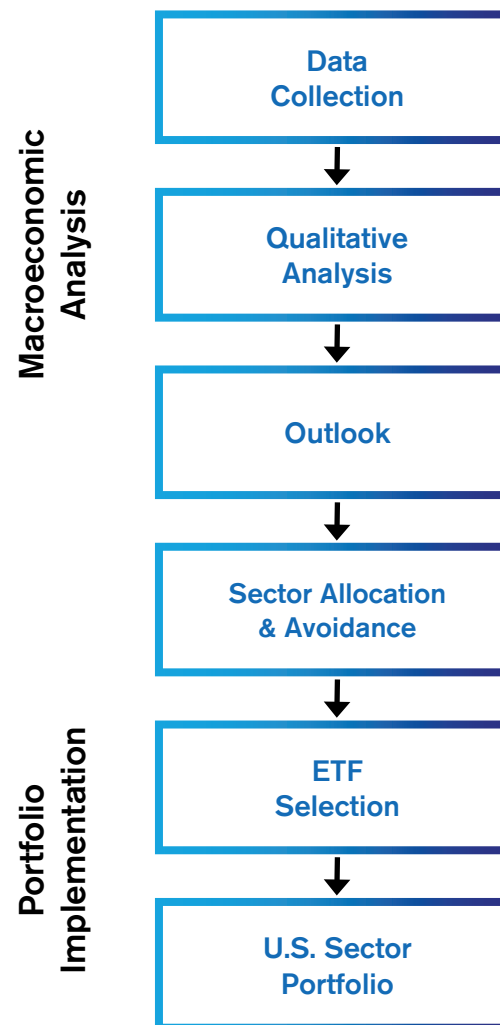 Macroeconomic
Analysis
Data
Collection
Qualitative
Analysis
Outlook
Portfolio
Implementation
Sector Allocation
& Avoidance
ETF
Selection
U.S. Sector
Portfolio